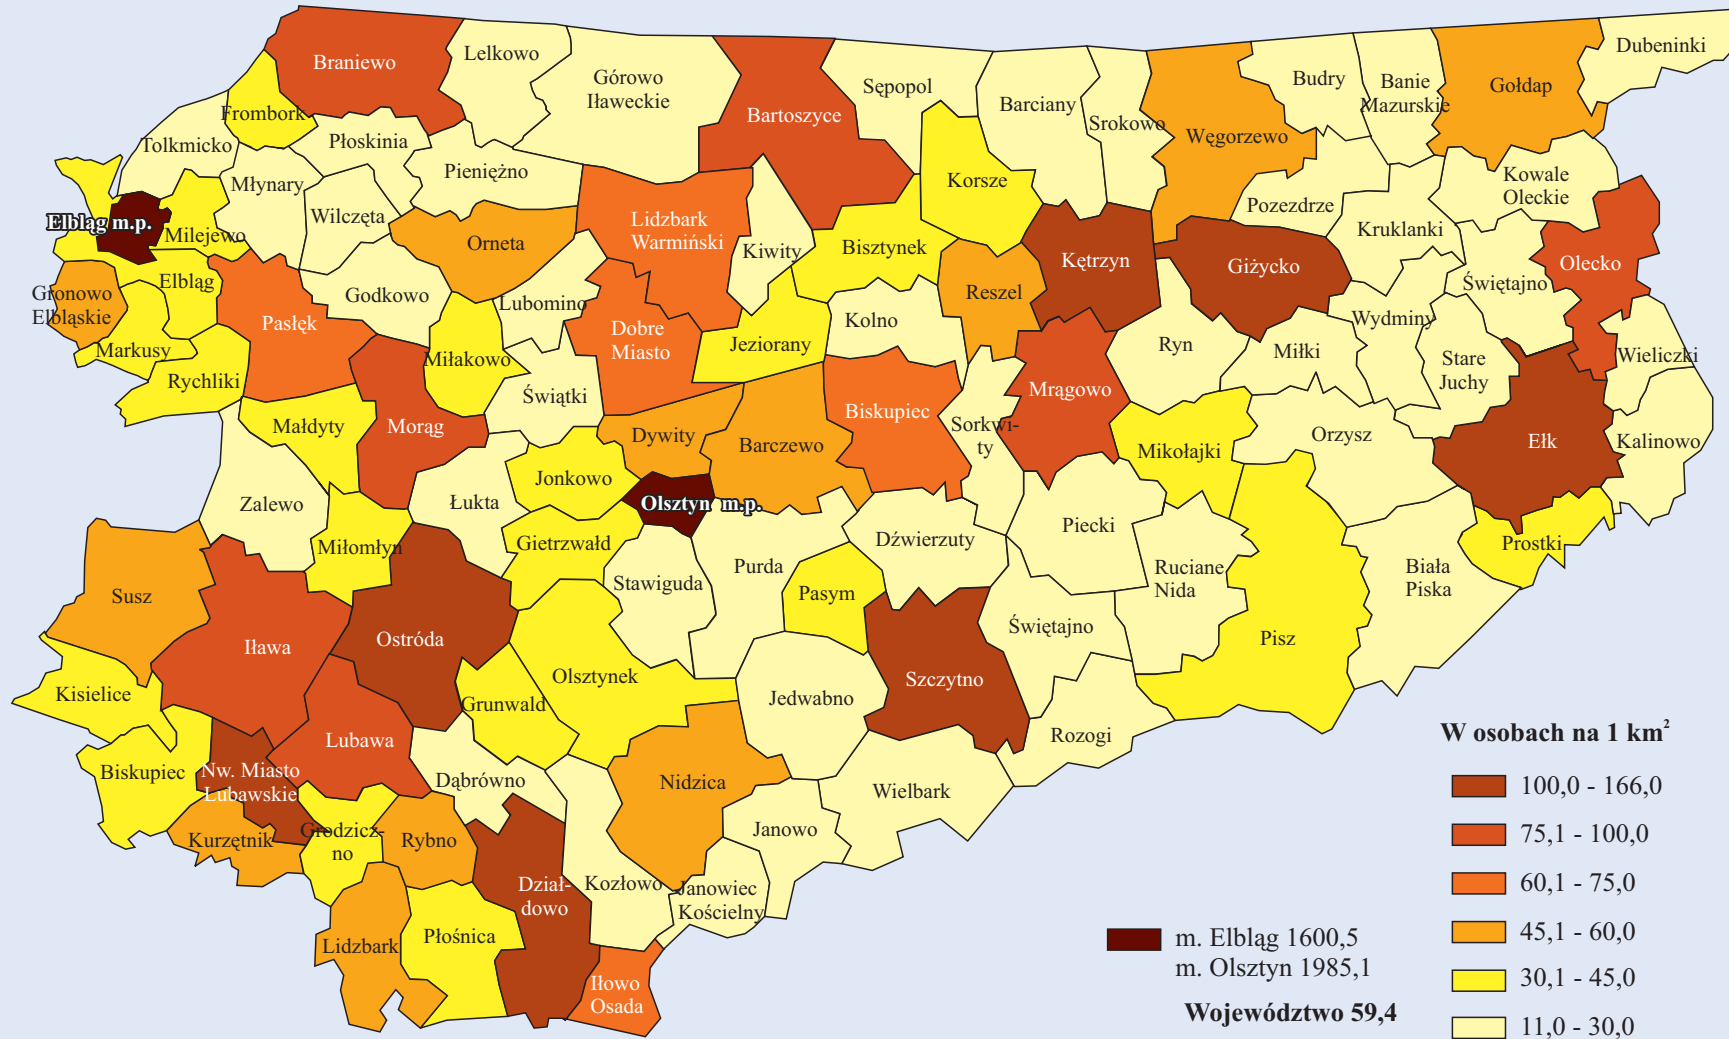 Braniewo
Lelkowo
Górowo
Iławeckie
Bartoszyce
Sępopol
Barciany
Srokowo
Węgorzewo
Budry
Banie
Mazurskie
Gołdap
Dubeninki
Frombork
Tolkmicko
Płoskinia
Pieniężno
Młynary
Wilczęta
Orneta
Lidzbark
Warmiński
Kiwity
Bisztynek
Korsze
Reszel
Kętrzyn
Giżycko
Pozezdrze
Kruklanki
Kowale
Oleckie
Olecko
Świętajno
Elbląg m.p.
Milejewo
Elbląg
Gronowo
Elbląskie
Markusy
Rychliki
Pasłęk
Godkowo
Lubomino
Miłakowo
Dobre
Miasto
Jeziorany
Kolno
Ryn
Miłki
Wydminy
Stare
Juchy
Wieliczki
Kalinowo
Ełk
Świątki
Małdyty
Morąg
Dywity
Barczewo
Biskupiec
Sorkwi-
ty
Mrągowo
Mikołajki
Orzysz
Zalewo
Łukta
Jonkowo
Olsztyn m.p.
Miłomłyn
Gietrzwałd
Stawiguda
Purda
Pasym
Dźwierzuty
Piecki
Ruciane
Nida
Biała
Piska
Prostki
Pisz
Susz
Iława
Ostróda
Olsztynek
Świętajno
Szczytno
Jedwabno
Rozogi
Kisielice
Biskupiec
Nw. Miasto
Lubawskie
Lubawa
Grunwald
Dąbrówno
Nidzica
Wielbark
Janowo
Kurzętnik
Grodzicz-
no
Rybno
Dział-
dowo
Kozłowo
Janowiec
Kościelny
Lidzbark
Płośnica
Iłowo
Osada
W osobach na 1 km²
100,0 - 166,0
75,1 - 100,0
60,1 - 75,0
45,1 - 60,0
30,1 - 45,0
11,0 - 30,0
m. Elbląg 1600,5
m. Olsztyn 1985,1
Województwo 59,4